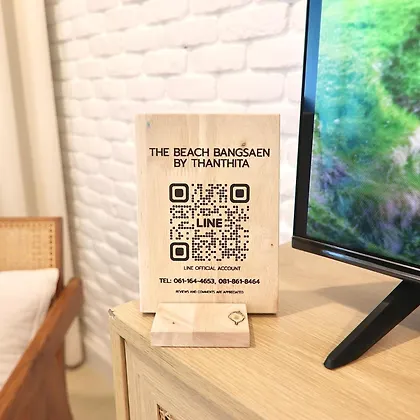 THE BEACH BANGSAEN
BY THANTHITA
LINE
LINE OFFICIAL ACCOUNT
TEL: 061-164-4653, 081-861-8464
REVIEWS AND COMMENTS ARE APPRECIATED